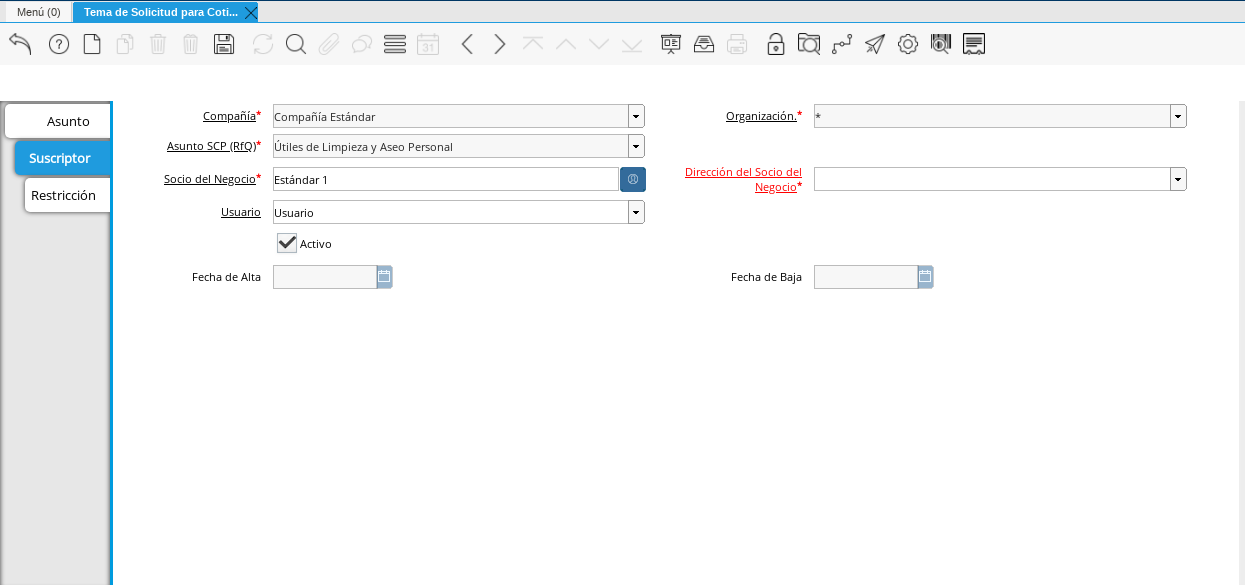 Menú (0)
Tema de Solicitud para Coti...
31
Asunto
Suscriptor
Restricción
Compañía* Compañía Estándar
Organización.* *
Asunto SCP (RfQ)* Útiles de Limpieza y Aseo Personal
Socio del Negocio* Estándar 1
Dirección del Socio del
Negocio*
Usuario Usuario
Activo
Fecha de Alta
Fecha de Baja